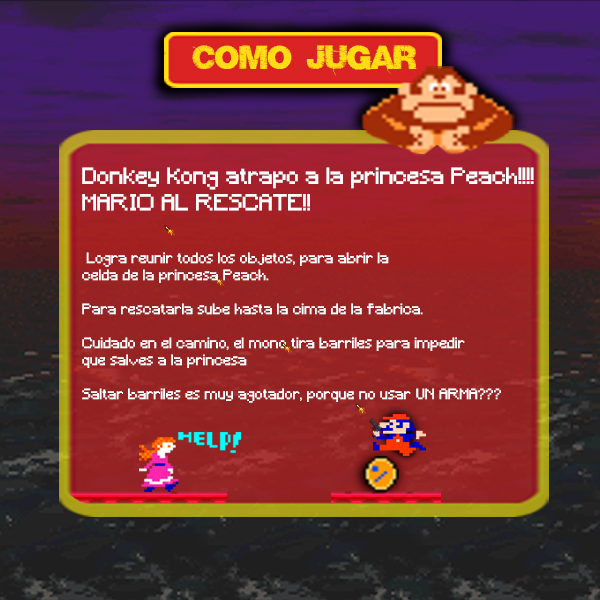 COMO JUGAR
Donkey Kong atrapo a la princesa Peach!!!!
MARIO AL RESCATE!!
Logra reunir todos los objetos, para abrir la
celda de la princesa Peach.
Para rescatarla sube hasta la cima de la fabrica.
Cuidado en el camino, el mono tira barriles para impedir
que salves a la princesa
Saltar barriles es muy agotador, porque no usar UN ARMA???
HELP!